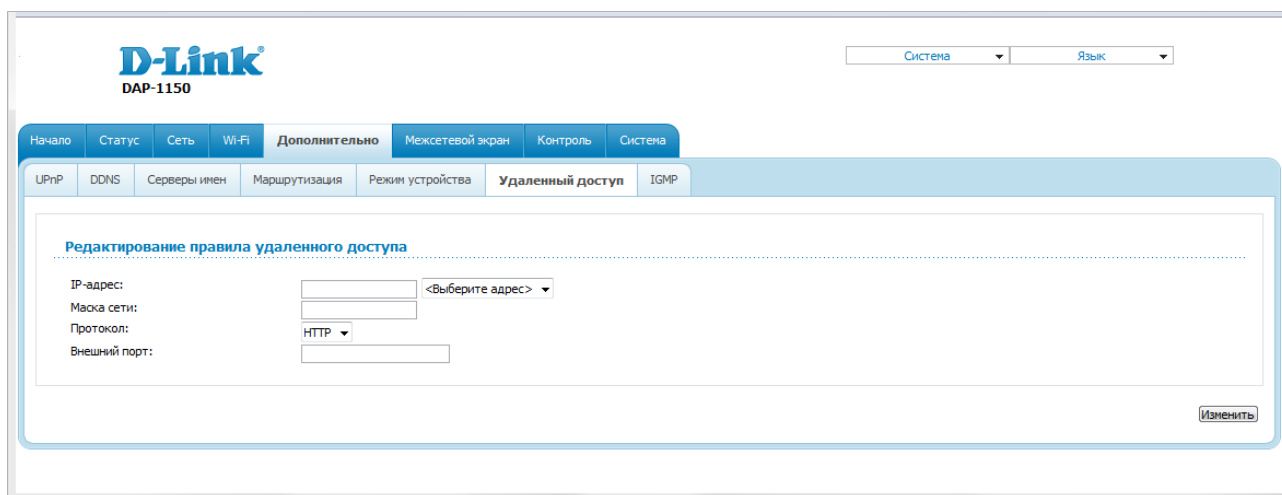 D-Link®
DAP-1150
Система Язык
Начало Статус Сеть Wi-Fi Дополнительно Межсетевой экран Контроль Система
UPnP DDNS Серверы имен Маршрутизация Режим устройства Удаленный доступ IGMP
Редактирование правила удаленного доступа
IP-адрес: <Выберите адрес>
Маска сети:
Протокол: HTTP
Внешний порт:
Изменить